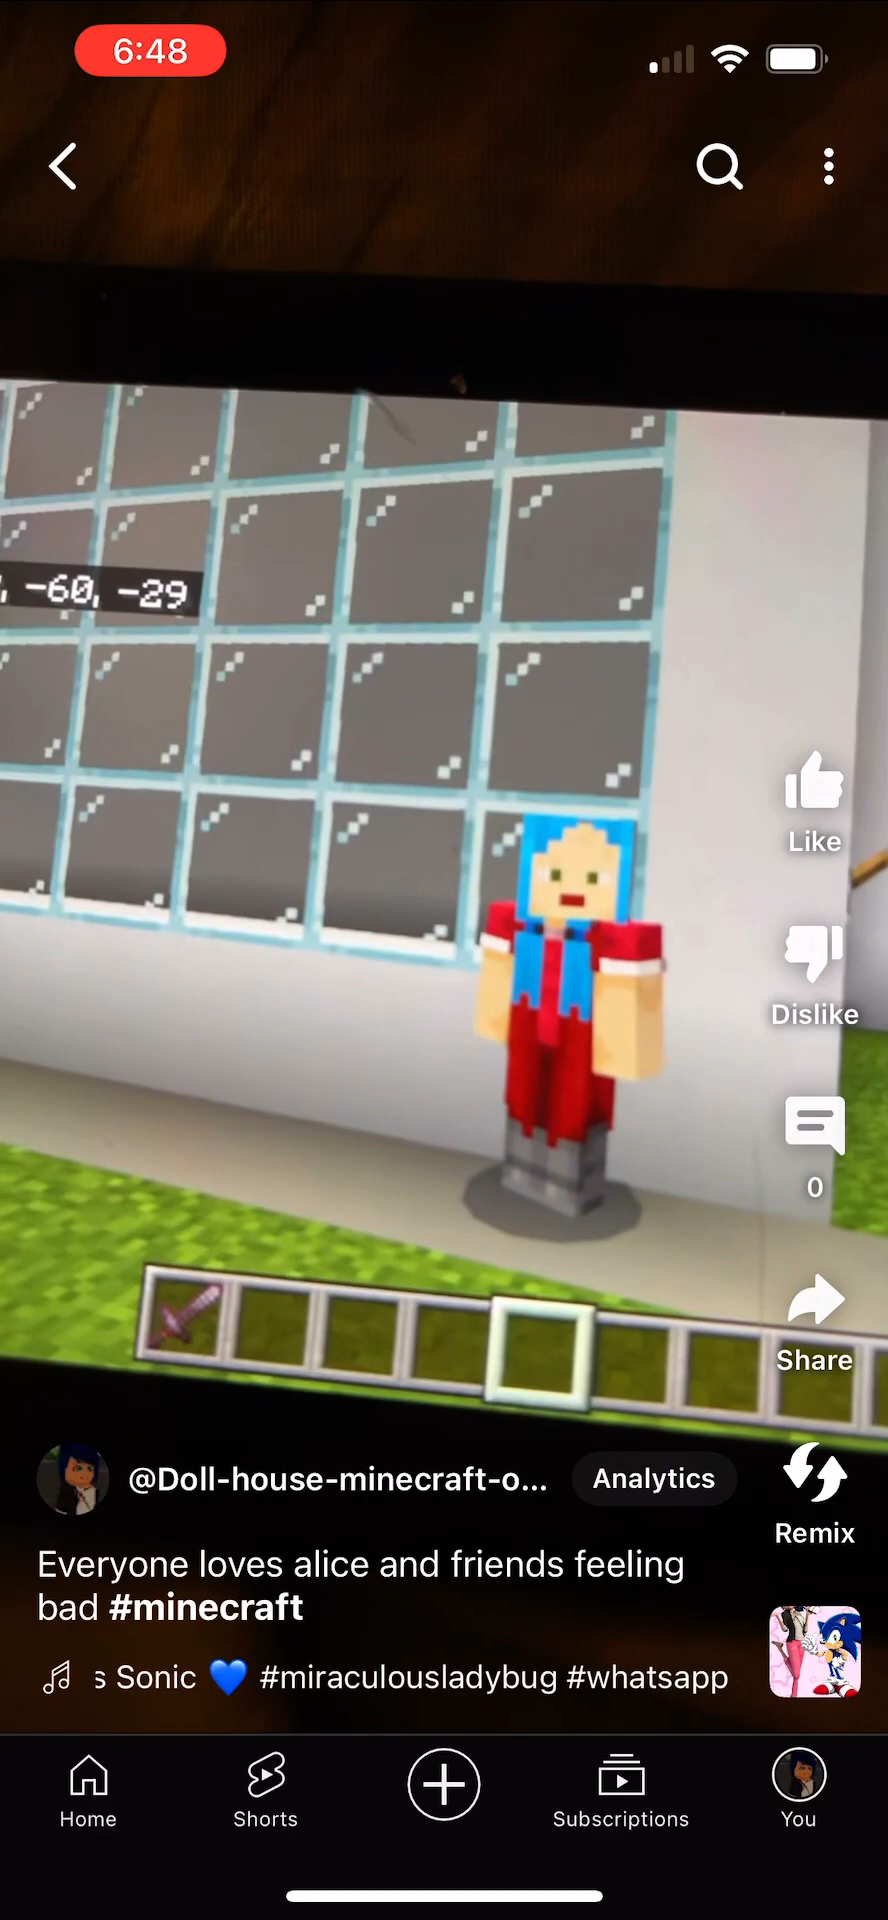 6:48
, -60, -29
Like
Dislike
0
Share
@Doll-house-minecraft-o...
Analytics
Remix
Everyone loves alice and friends feeling
bad #minecraft
s Sonic 💙 #miraculousladybug #whatsapp
Home
Shorts
Subscriptions
You